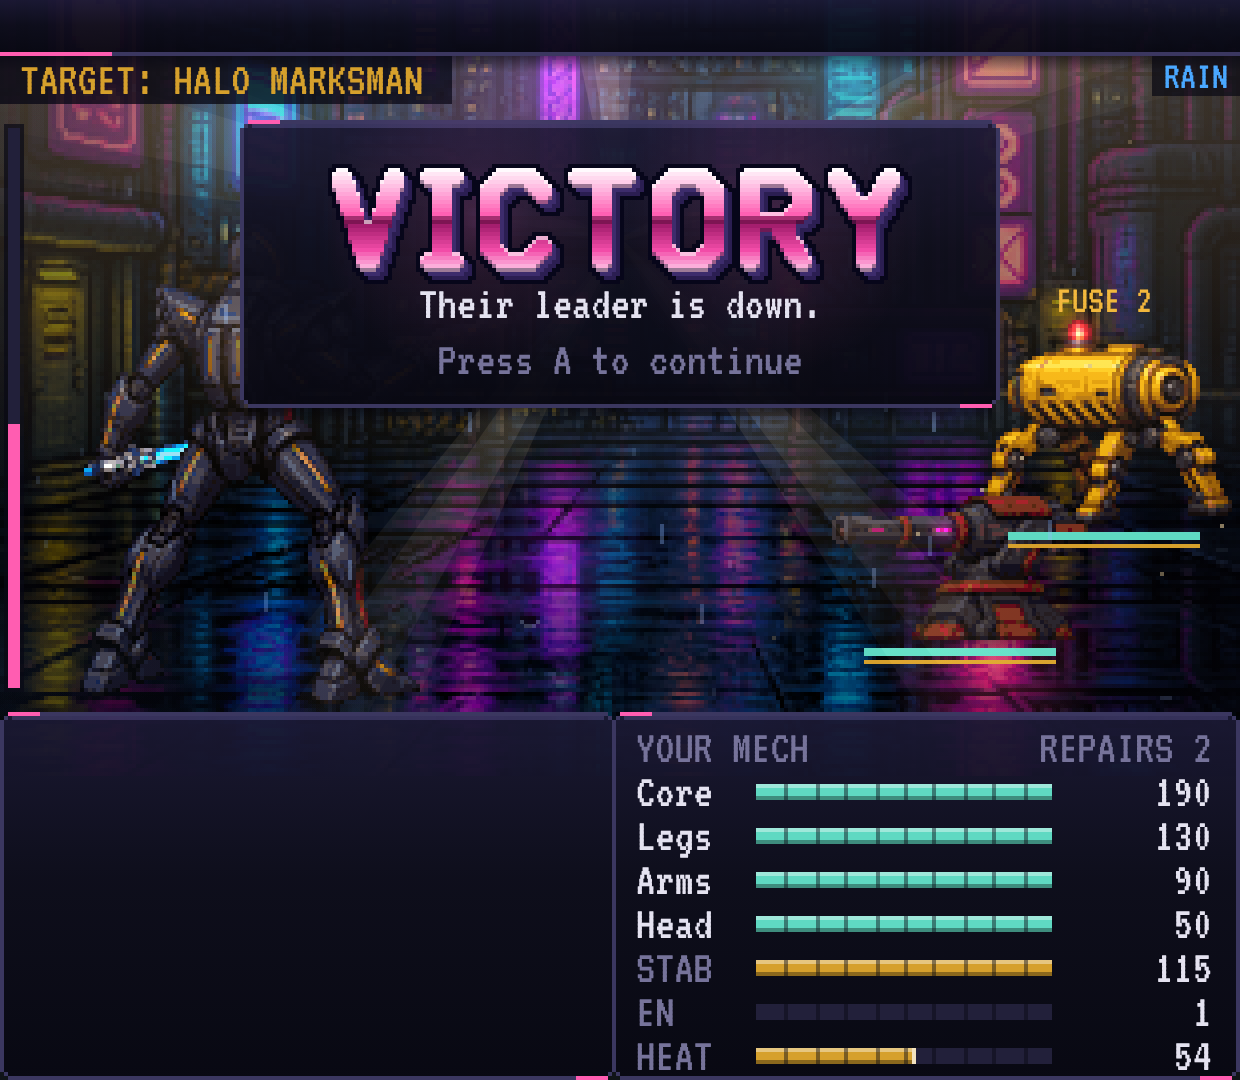 TARGET: HALO MARKSMAN
RAIN
VICTORY
Their leader is down.
Press A to continue
FUSE 2
YOUR MECH REPAIRS 2
Core 190
Legs 130
Arms 90
Head 50
STAB 115
EN 1
HEAT 54